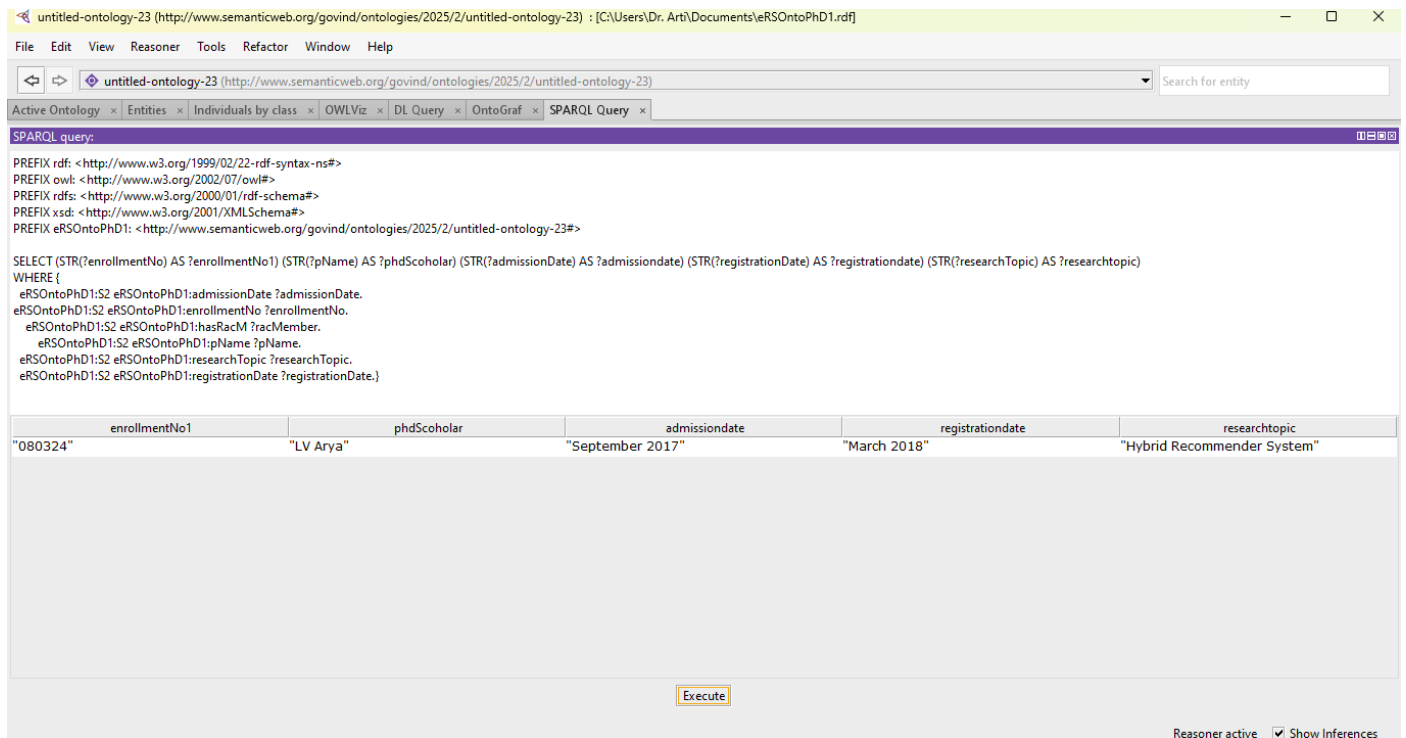 untitled-ontology-23 (http://www.semanticweb.org/govind/ontologies/2025/2/untitled-ontology-23) : [C:\Users\Dr. Arti\Documents\eRSOntoPhD1.rdf]
File Edit View Reasoner Tools Refactor Window Help
untitled-ontology-23 (http://www.semanticweb.org/govind/ontologies/2025/2/untitled-ontology-23) Search for entity
Active Ontology × Entities × Individuals by class × OWLViz × DL Query × OntoGraf × SPARQL Query ×
SPARQL query:
PREFIX rdf: <http://www.w3.org/1999/02/22-rdf-syntax-ns#>
PREFIX owl: <http://www.w3.org/2002/07/owl#>
PREFIX rdfs: <http://www.w3.org/2000/01/rdf-schema#>
PREFIX xsd: <http://www.w3.org/2001/XMLSchema#>
PREFIX eRSOntoPhD1: <http://www.semanticweb.org/govind/ontologies/2025/2/untitled-ontology-23#>
SELECT (STR(?enrollmentNo) AS ?enrollmentNo1) (STR(?pName) AS ?phdScoholar) (STR(?admissionDate) AS ?admissiondate) (STR(?registrationDate) AS ?registrationdate) (STR(?researchTopic) AS ?researchtopic)
WHERE {
eRSOntoPhD1:S2 eRSOntoPhD1:admissionDate ?admissionDate.
eRSOntoPhD1:S2 eRSOntoPhD1:enrollmentNo ?enrollmentNo.
eRSOntoPhD1:S2 eRSOntoPhD1:hasRacM ?racMember.
eRSOntoPhD1:S2 eRSOntoPhD1:pName ?pName.
eRSOntoPhD1:S2 eRSOntoPhD1:researchTopic ?researchTopic.
eRSOntoPhD1:S2 eRSOntoPhD1:registrationDate ?registrationDate.}
enrollmentNo1 phdScoholar admissiondate registrationdate researchtopic
"080324" "LV Arya" "September 2017" "March 2018" "Hybrid Recommender System"
Execute
Reasoner active Show Inferences